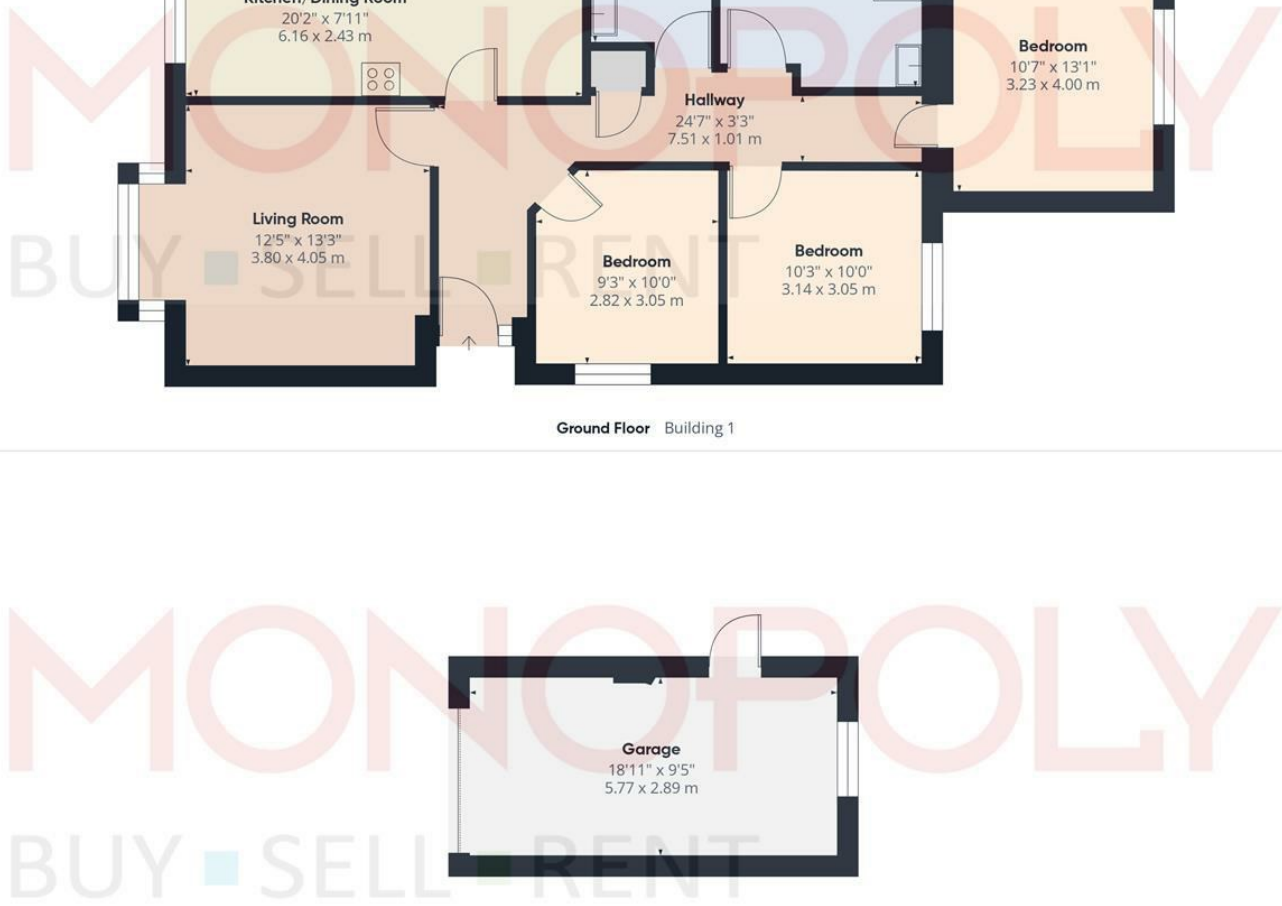 Kitchen/Dining Room
20'2" x 7'11"
6.16 x 2.43 m
Bedroom
10'7" x 13'1"
3.23 x 4.00 m
Hallway
24'7" x 3'3"
7.51 x 1.01 m
Living Room
12'5" x 13'3"
3.80 x 4.05 m
Bedroom
9'3" x 10'0"
2.82 x 3.05 m
Bedroom
10'3" x 10'0"
3.14 x 3.05 m
MONOPOLY
BUY SELL RENT
Ground Floor Building 1
Garage
18'11" x 9'5"
5.77 x 2.89 m
MONOPOLY
BUY SELL RENT